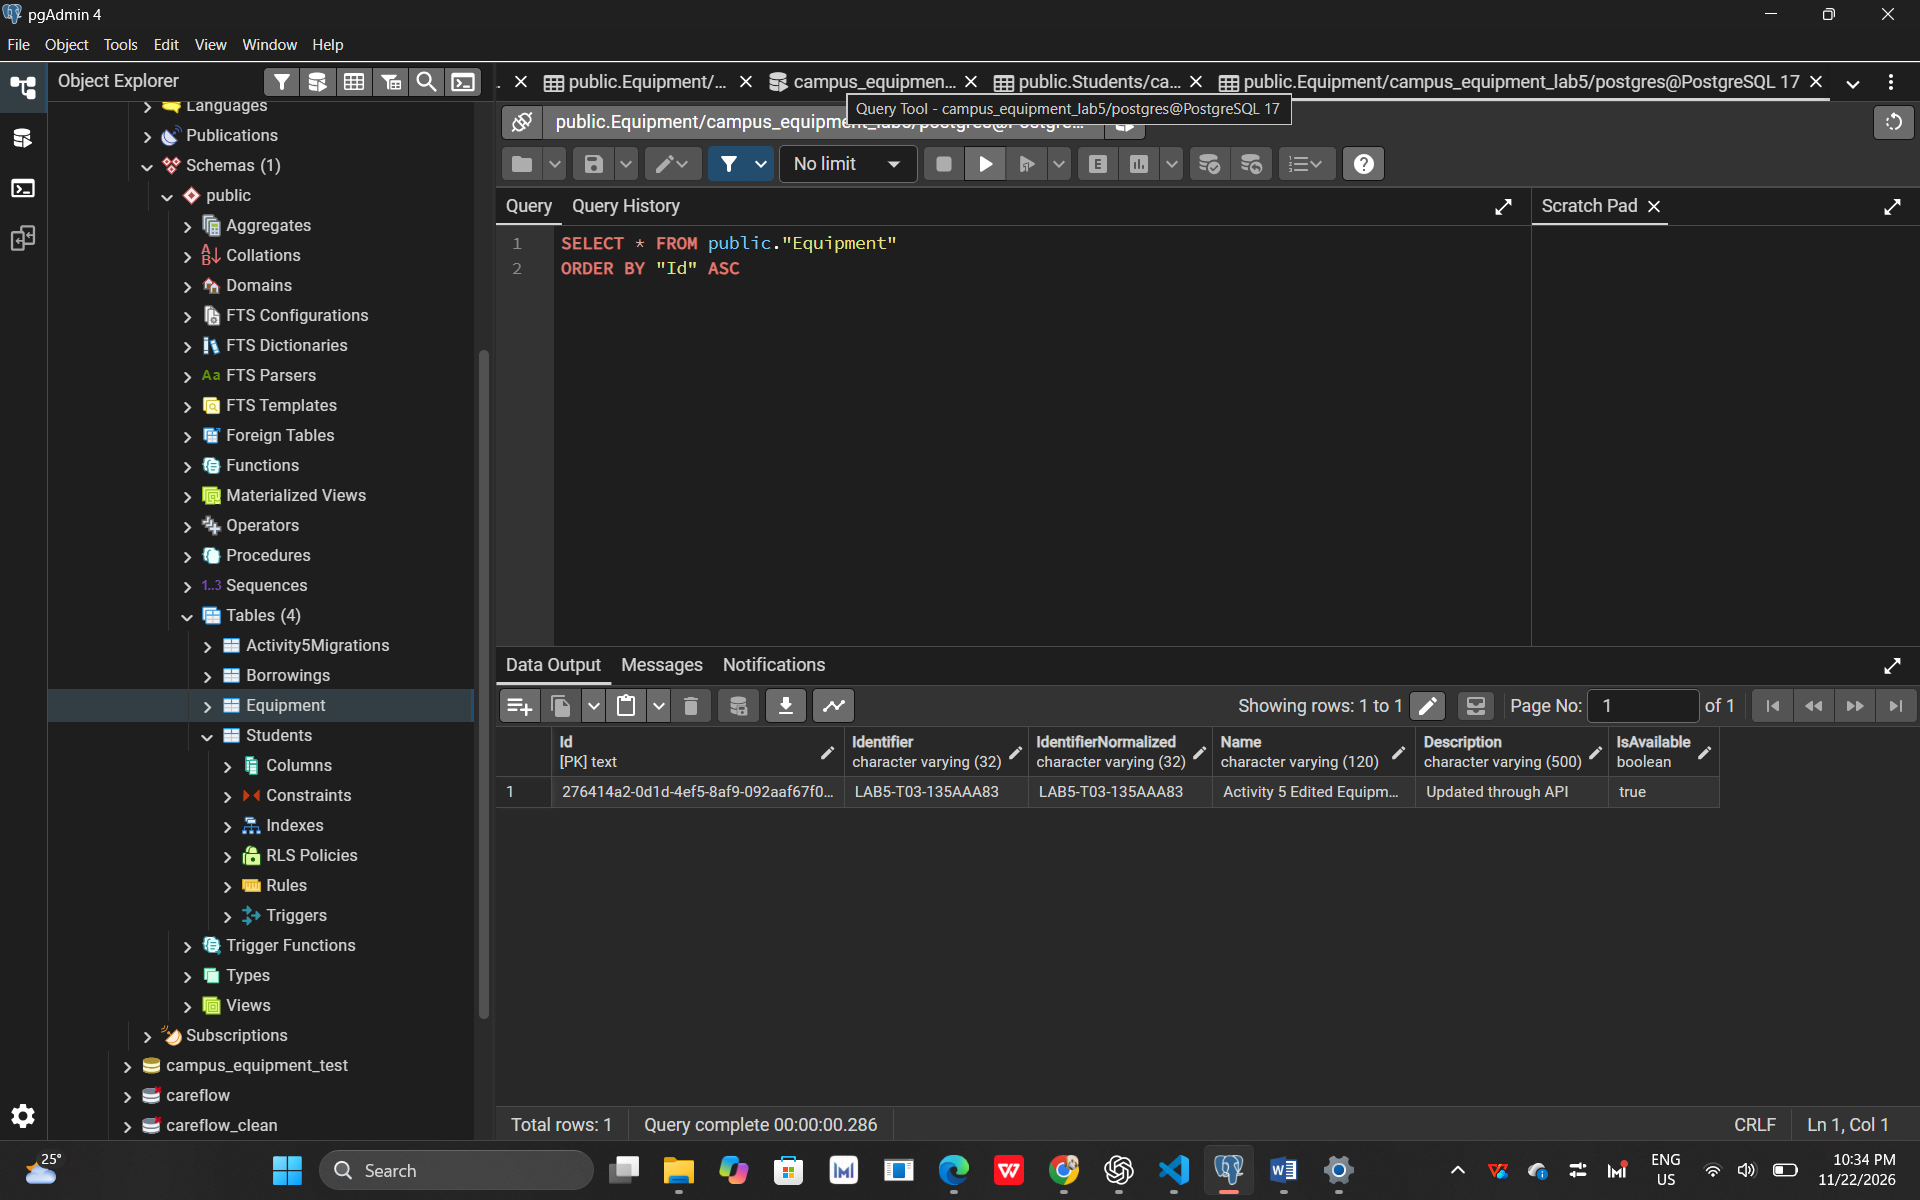 pgAdmin 4
File Object Tools Edit View Window Help
Object Explorer
public.Equipment/... campus_equipmen... public.Students/ca... public.Equipment/campus_equipment_lab5/postgres@PostgreSQL 17
Query Tool - campus_equipment_lab5/postgres@PostgreSQL 17
Languages
Publications
Schemas (1)
public
Aggregates
Collations
Domains
FTS Configurations
FTS Dictionaries
Aa FTS Parsers
FTS Templates
Foreign Tables
Functions
Materialized Views
Operators
Procedures
1..3 Sequences
Tables (4)
Activity5Migrations
Borrowings
Equipment
Students
Columns
Constraints
Indexes
RLS Policies
Rules
Triggers
Trigger Functions
Types
Views
Subscriptions
campus_equipment_test
careflow
careflow_clean
No limit
E
Query Query History
Scratch Pad
1 SELECT * FROM public."Equipment"
2 ORDER BY "Id" ASC
Data Output Messages Notifications
Showing rows: 1 to 1 Page No: 1 of 1
Id Identifier IdentifierNormalized Name Description IsAvailable
[PK] text character varying (32) character varying (32) character varying (120) character varying (500) boolean
1 276414a2-0d1d-4ef5-8af9-092aaf67f0... LAB5-T03-135AAA83 LAB5-T03-135AAA83 Activity 5 Edited Equipm... Updated through API true
Total rows: 1 Query complete 00:00:00.286 CRLF Ln 1, Col 1
25°
Search
ENG
US
10:34 PM
11/22/2026